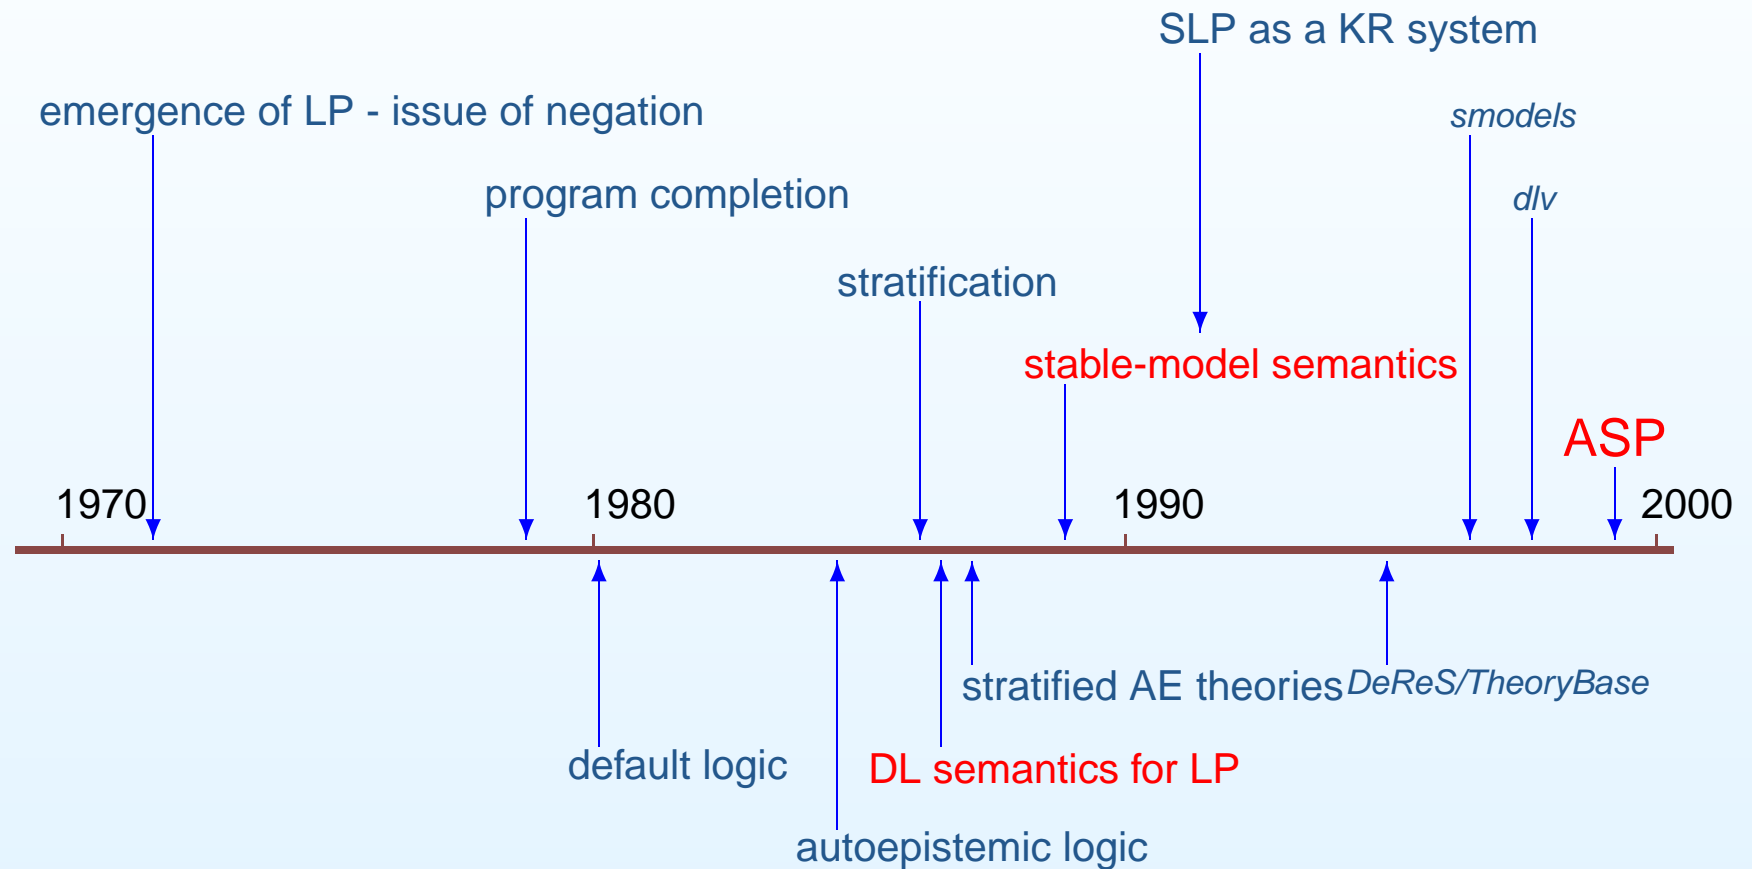 SLP as a KR system
emergence of LP - issue of negation
smodels
program completion
dlv
stratification
stable-model semantics
ASP
1970
1980
1990
2000
stratified AE theories
DeReS/TheoryBase
default logic
DL semantics for LP
autoepistemic logic